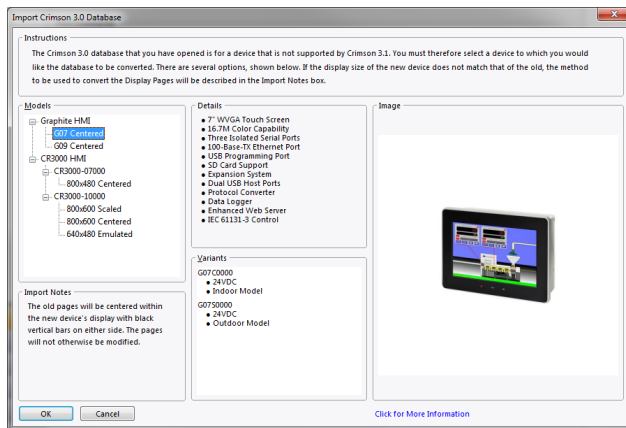 Import Crimson 3.0 Database
Instructions
The Crimson 3.0 database that you have opened is for a device that is not supported by Crimson 3.1. You must therefore select a device to which you would
like the database to be converted. There are several options, shown below. If the display size of the new device does not match that of the old, the method
to be used to convert the Display Pages will be described in the Import Notes box.
Models
Graphite HMI
G07 Centered
G09 Centered
CR3000 HMI
CR3000-07000
800x480 Centered
CR3000-10000
800x600 Scaled
800x600 Centered
640x480 Emulated
Import Notes
The old pages will be centered within
the new device's display with black
vertical bars on either side. The pages
will not otherwise be modified.
Details
• 7" WVGA Touch Screen
• 16.7M Color Capability
• Three Isolated Serial Ports
• 100-Base-TX Ethernet Port
• USB Programming Port
• SD Card Support
• Expansion System
• Dual USB Host Ports
• Protocol Converter
• Data Logger
• Enhanced Web Server
• IEC 61131-3 Control
Variants
G07C0000
• 24VDC
• Indoor Model
G07S0000
• 24VDC
• Outdoor Model
Image
OK
Cancel
Click for More Information